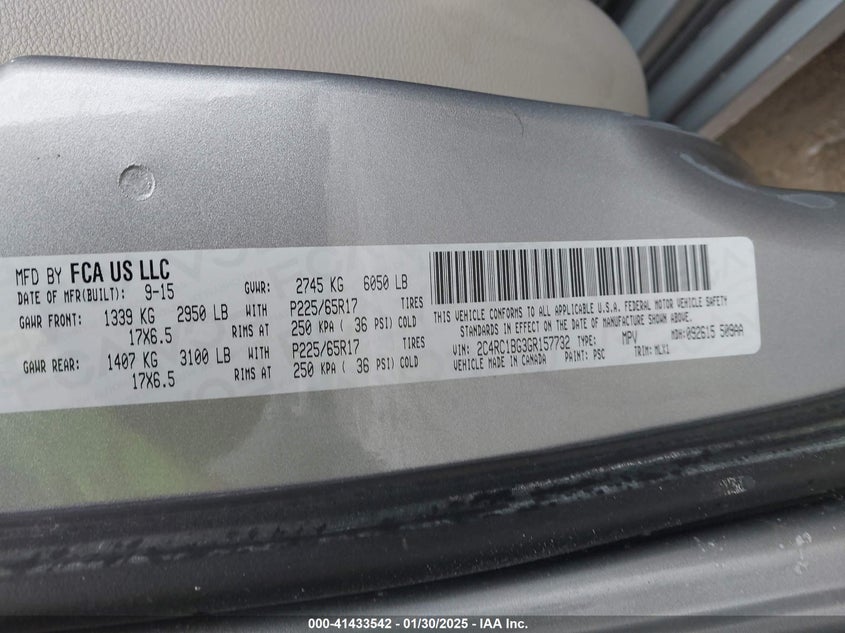 MFD BY FCA US LLC
DATE OF MFR(BUILT): 9-15
GVWR: 2745 KG 6050 LB
GAWR FRONT: 1339 KG 2950 LB WITH P225/65R17 TIRES
17X6.5 RIMS AT 250 KPA ( 36 PSI) COLD
GAWR REAR: 1407 KG 3100 LB WITH P225/65R17 TIRES
17X6.5 RIMS AT 250 KPA ( 36 PSI) COLD
THIS VEHICLE CONFORMS TO ALL APPLICABLE U.S.A. FEDERAL MOTOR VEHICLE SAFETY
STANDARDS IN EFFECT ON THE DATE OF MANUFACTURE SHOWN ABOVE.
VIN: 2C4RC1BG3GR157732 TYPE: MPV MDH: 092615 509AA
VEHICLE MADE IN CANADA PAINT: PSC TRIM: MLX1
000-41433542 - 01/30/2025 - IAA Inc.